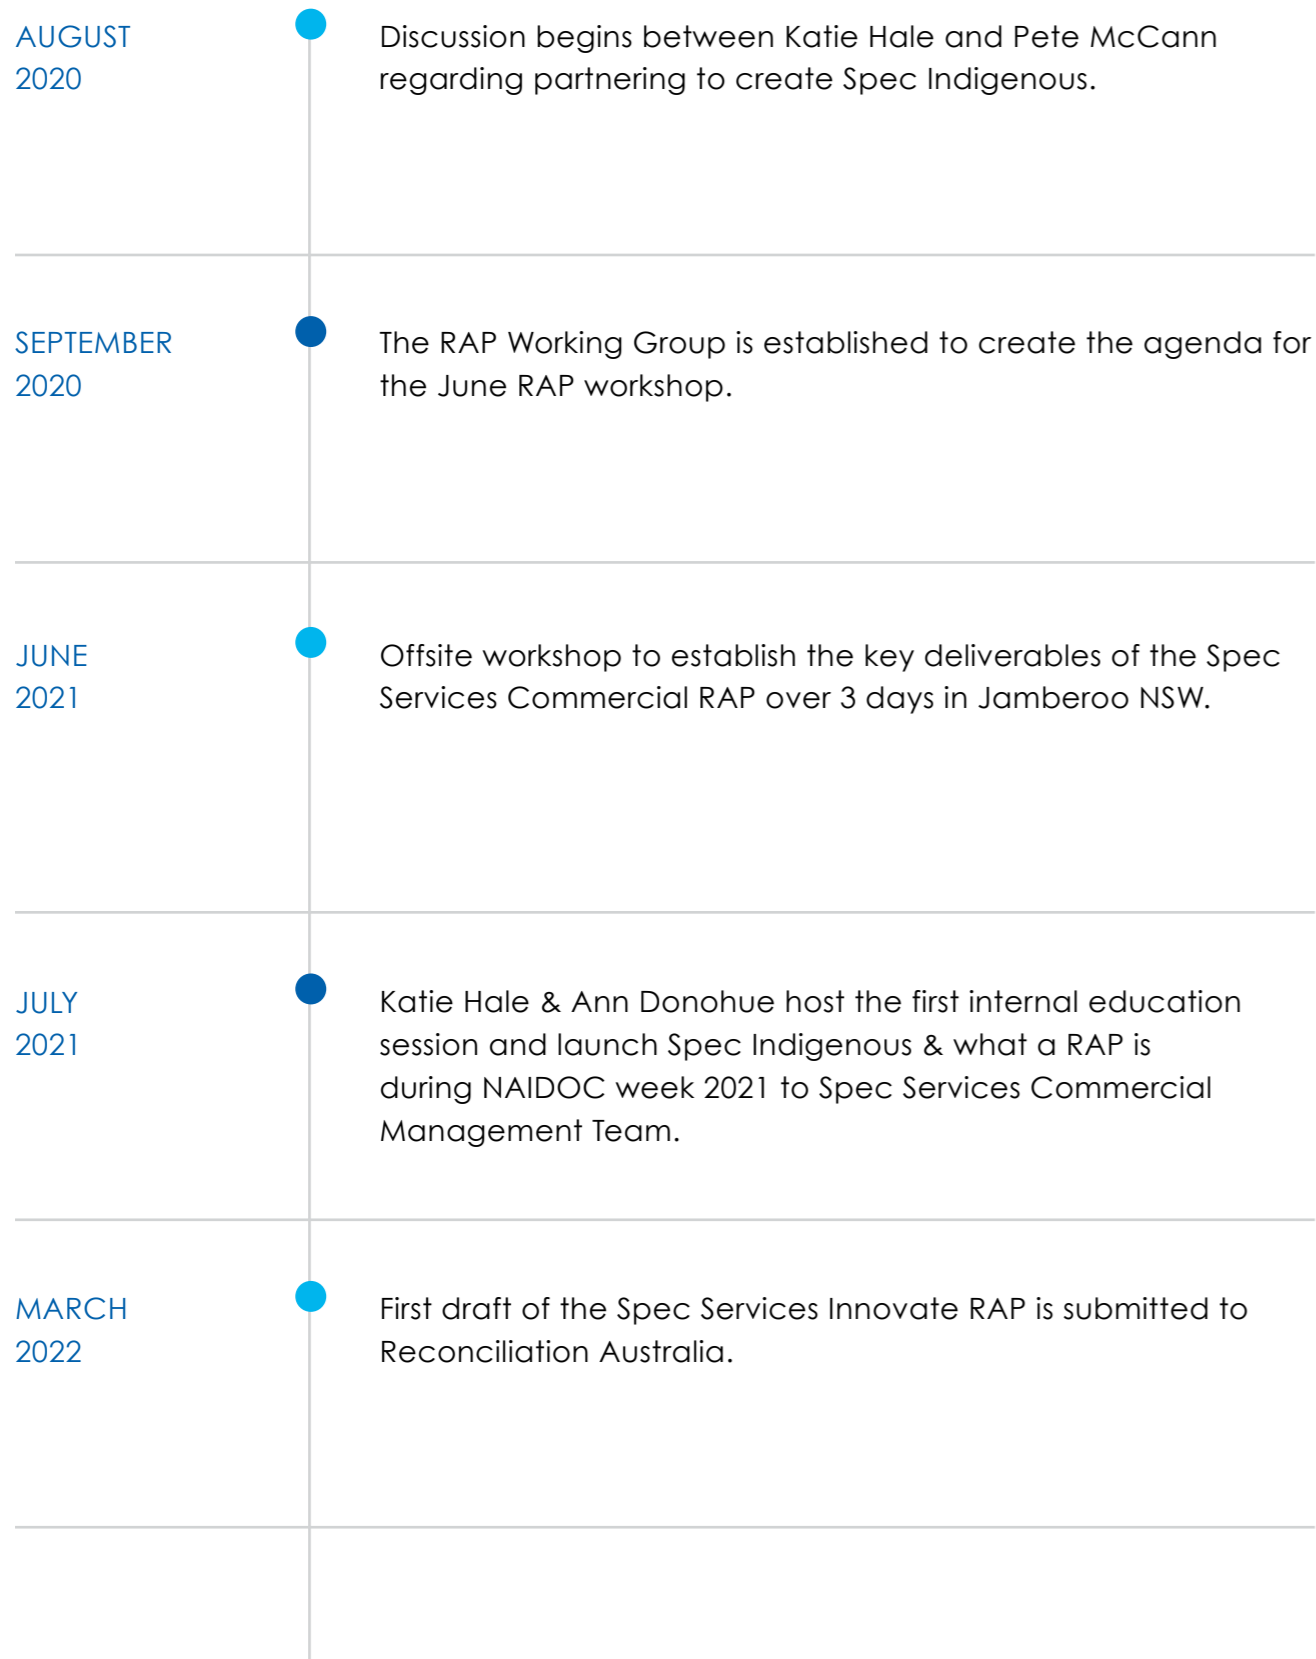 AUGUST
2020
Discussion begins between Katie Hale and Pete McCann
regarding partnering to create Spec Indigenous.
SEPTEMBER
2020
The RAP Working Group is established to create the agenda for
the June RAP workshop.
JUNE
2021
Offsite workshop to establish the key deliverables of the Spec
Services Commercial RAP over 3 days in Jamberoo NSW.
JULY
2021
Katie Hale & Ann Donohue host the first internal education
session and launch Spec Indigenous & what a RAP is
during NAIDOC week 2021 to Spec Services Commercial
Management Team.
MARCH
2022
First draft of the Spec Services Innovate RAP is submitted to
Reconciliation Australia.